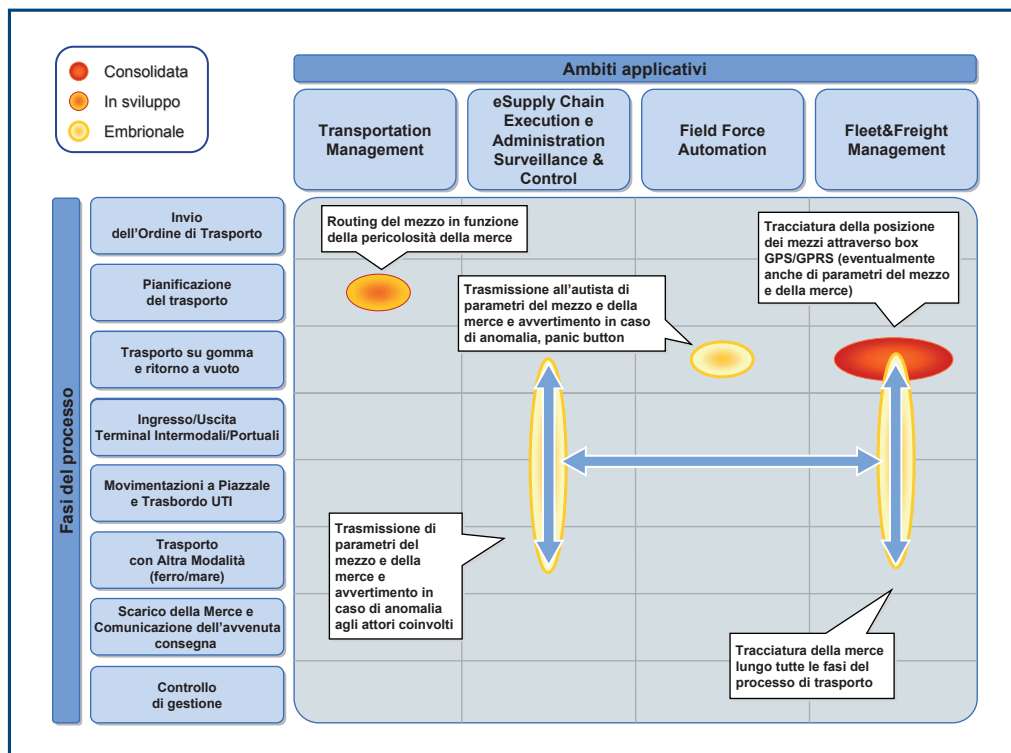 Consolidata
In sviluppo
Embrionale
Ambiti applicativi
Transportation
Management
eSupply Chain
Execution e
Administration
Surveillance &
Control
Field Force
Automation
Fleet&Freight
Management
Fasi del processo
Invio
dell'Ordine di Trasporto
Pianificazione
del trasporto
Trasporto su gomma
e ritorno a vuoto
Ingresso/Uscita
Terminal Intermodali/Portuali
Movimentazioni a Piazzale
e Trasbordo UTI
Trasporto
con Altra Modalità
(ferro/mare)
Scarico della Merce e
Comunicazione dell'avvenuta
consegna
Controllo
di gestione
Routing del mezzo in funzione
della pericolosità della merce
Trasmissione all'autista di
parametri del mezzo e della
merce e avvertimento in caso
di anomalia, panic button
Tracciatura della posizione
dei mezzi attraverso box
GPS/GPRS (eventualmente
anche di parametri del mezzo
e della merce)
Trasmissione di
parametri del
mezzo e della
merce e
avvertimento in
caso di anomalia
agli attori coinvolti
Tracciatura della merce
lungo tutte le fasi del
processo di trasporto